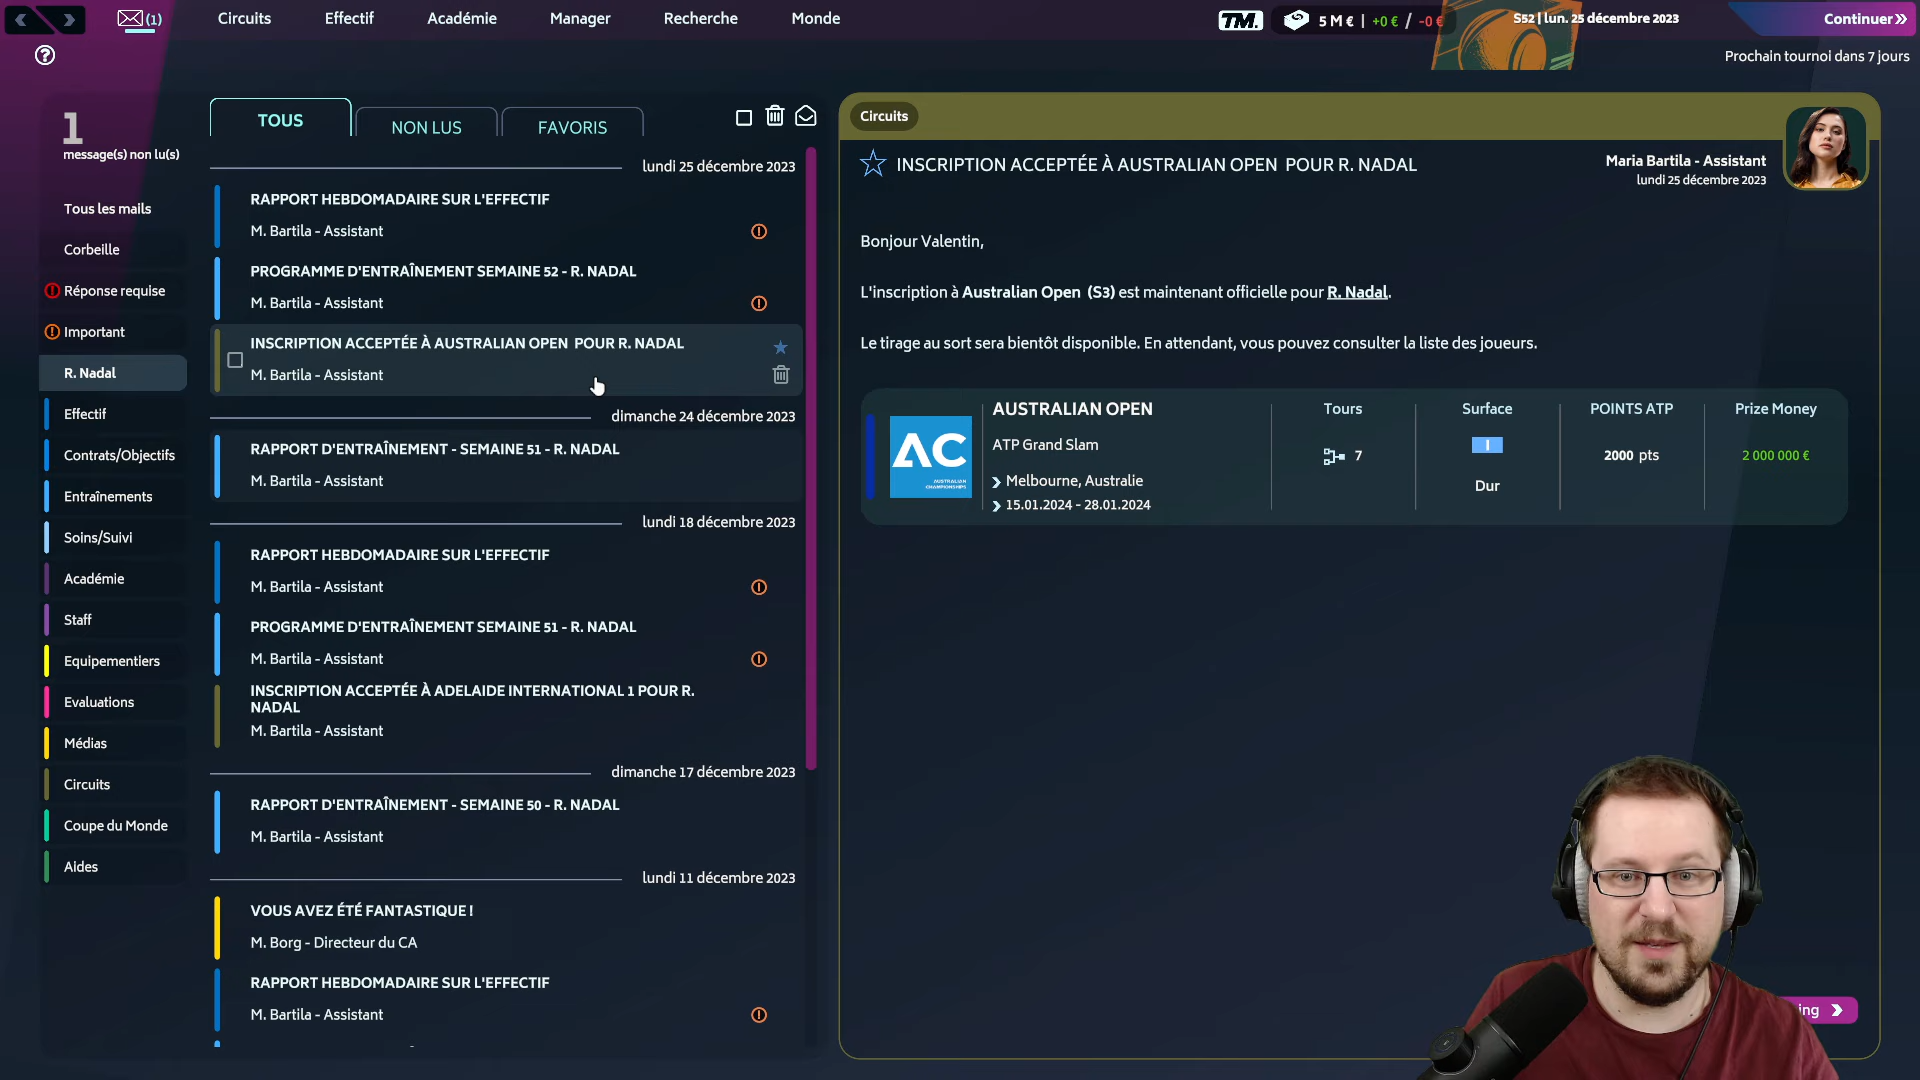 (1)
Circuits
Effectif
Académie
Manager
Recherche
Monde
TM.
5 M € | +0 € / -0 €
S52 | lun. 25 décembre 2023
Continuer
Prochain tournoi dans 7 jours
1
message(s) non lu(s)
Tous les mails
Corbeille
Réponse requise
Important
R. Nadal
Effectif
Contrats/Objectifs
Entraînements
Soins/Suivi
Académie
Staff
Equipementiers
Evaluations
Médias
Circuits
Coupe du Monde
Aides
TOUS
NON LUS
FAVORIS
lundi 25 décembre 2023
RAPPORT HEBDOMADAIRE SUR L'EFFECTIF
M. Bartila - Assistant
PROGRAMME D'ENTRAÎNEMENT SEMAINE 52 - R. NADAL
M. Bartila - Assistant
INSCRIPTION ACCEPTÉE À AUSTRALIAN OPEN POUR R. NADAL
M. Bartila - Assistant
dimanche 24 décembre 2023
RAPPORT D'ENTRAÎNEMENT - SEMAINE 51 - R. NADAL
M. Bartila - Assistant
lundi 18 décembre 2023
RAPPORT HEBDOMADAIRE SUR L'EFFECTIF
M. Bartila - Assistant
PROGRAMME D'ENTRAÎNEMENT SEMAINE 51 - R. NADAL
M. Bartila - Assistant
INSCRIPTION ACCEPTÉE À ADELAIDE INTERNATIONAL 1 POUR R.
NADAL
M. Bartila - Assistant
dimanche 17 décembre 2023
RAPPORT D'ENTRAÎNEMENT - SEMAINE 50 - R. NADAL
M. Bartila - Assistant
lundi 11 décembre 2023
VOUS AVEZ ÉTÉ FANTASTIQUE !
M. Borg - Directeur du CA
RAPPORT HEBDOMADAIRE SUR L'EFFECTIF
M. Bartila - Assistant
Circuits
INSCRIPTION ACCEPTÉE À AUSTRALIAN OPEN POUR R. NADAL
Maria Bartila - Assistant
lundi 25 décembre 2023
Bonjour Valentin,
L'inscription à Australian Open (S3) est maintenant officielle pour R. Nadal.
Le tirage au sort sera bientôt disponible. En attendant, vous pouvez consulter la liste des joueurs.
AC
AUSTRALIAN
CHAMPIONSHIPS
AUSTRALIAN OPEN
ATP Grand Slam
Melbourne, Australie
15.01.2024 - 28.01.2024
Tours
7
Surface
Dur
POINTS ATP
2000 pts
Prize Money
2 000 000 €
ing